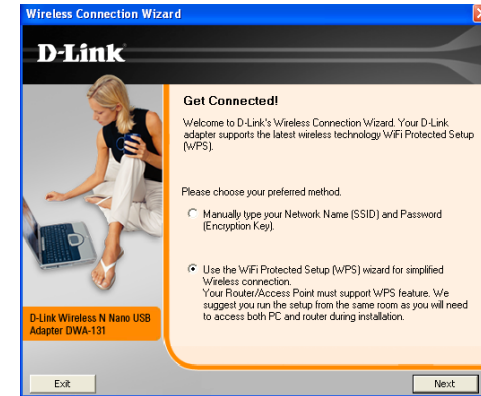 Wireless Connection Wizard
D-Link
Get Connected!
Welcome to D-Link's Wireless Connection Wizard. Your D-Link
adapter supports the latest wireless technology WiFi Protected Setup
(WPS).
Please choose your preferred method.
Manually type your Network Name (SSID) and Password
(Encryption Key).
Use the WiFi Protected Setup (WPS) wizard for simplified
Wireless connection.
Your Router/Access Point must support WPS feature. We
suggest you run the setup from the same room as you will need
to access both PC and router during installation.
D-Link Wireless N Nano USB
Adapter DWA-131
Exit
Next